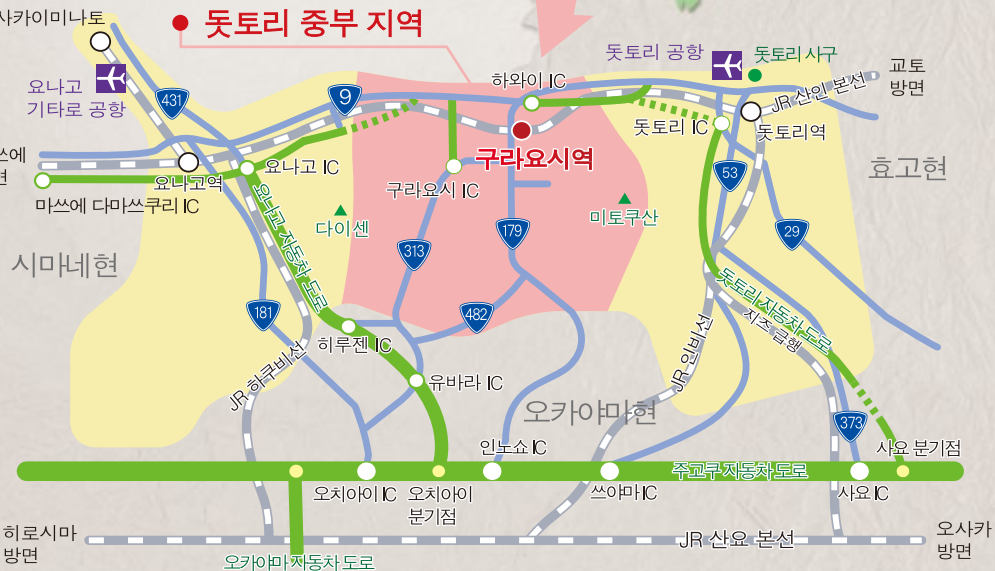 사카이미나토
돗토리 중부 지역
돗토리 공항
돗토리 사구
교토
방면
요나고
기타로 공항
하와이 IC
JR 산인 본선
431
9
돗토리 IC
돗토리역
쓰에
면
요나고역
요나고 IC
구라요시역
구라요시 IC
53
효고현
마쓰에 다마쓰쿠리 IC
다이센
미토쿠산
요나고 자동차 도로
시마네현
313
179
29
돗토리 자동차 도로
지즈 급행
181
482
히루젠 IC
JR 하쿠비선
JR 인비선
유바라 IC
오카야마현
373
인노쇼 IC
사요 분기점
주고쿠 자동차 도로
오치아이 IC
오치아이
분기점
쓰야마 IC
사요 IC
히로시마
방면
JR 산요 본선
오사카
방면
오카야마 자동차 도로